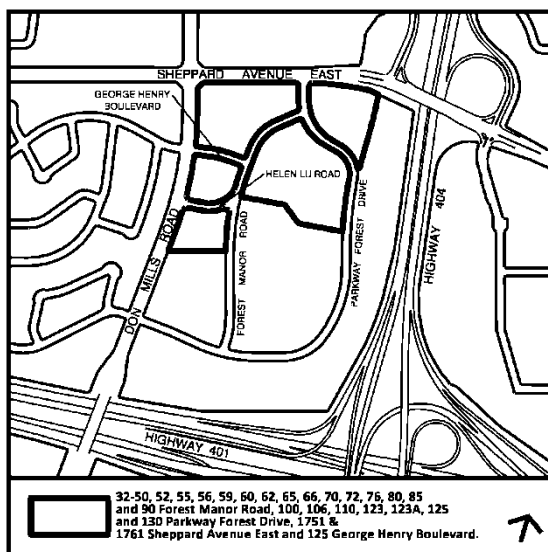 SHEPPARD AVENUE EAST
GEORGE HENRY
BOULEVARD
HELEN LU ROAD
DON MILLS ROAD
FOREST MANOR ROAD
PARKWAY FOREST DRIVE
HIGHWAY 404
HIGHWAY 401
32-50, 52, 55, 56, 59, 60, 62, 65, 66, 70, 72, 76, 80, 85
and 90 Forest Manor Road, 100, 106, 110, 123, 123A, 125
and 130 Parkway Forest Drive, 1751 &
1761 Sheppard Avenue East and 125 George Henry Boulevard.